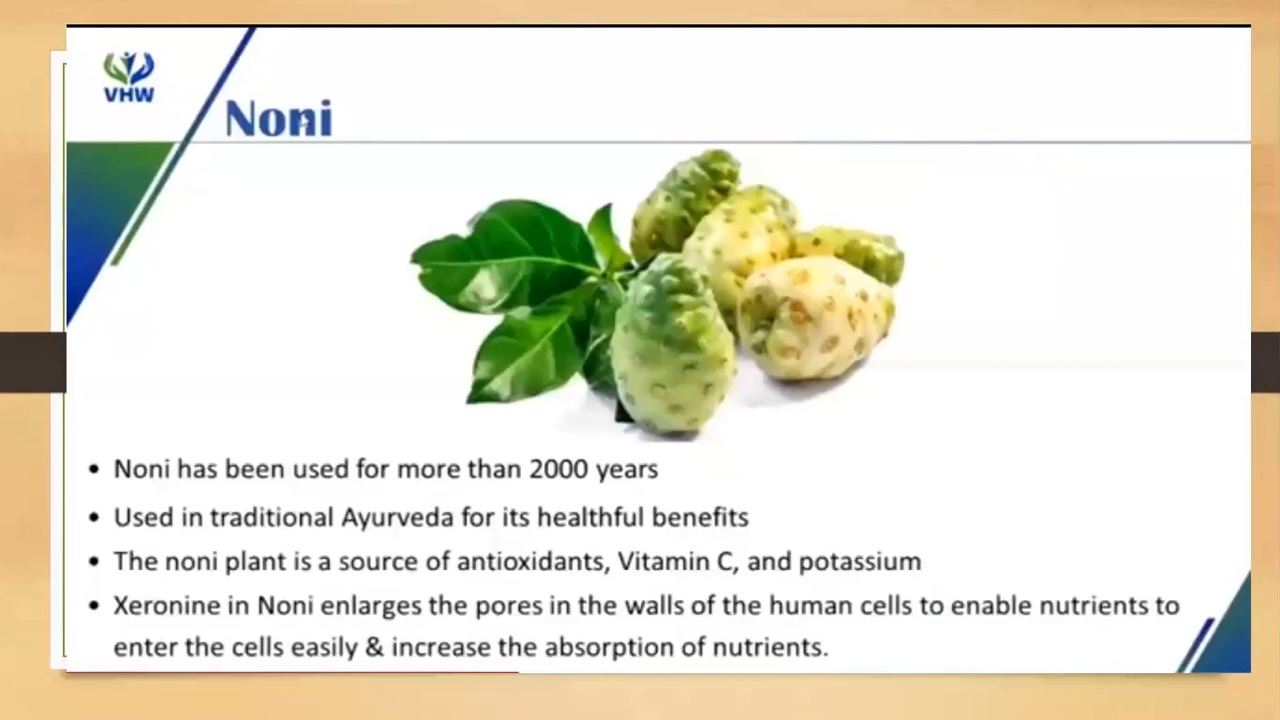 VHW
Noni
• Noni has been used for more than 2000 years
• Used in traditional Ayurveda for its healthful benefits
• The noni plant is a source of antioxidants, Vitamin C, and potassium
• Xeronine in Noni enlarges the pores in the walls of the human cells to enable nutrients to
enter the cells easily & increase the absorption of nutrients.